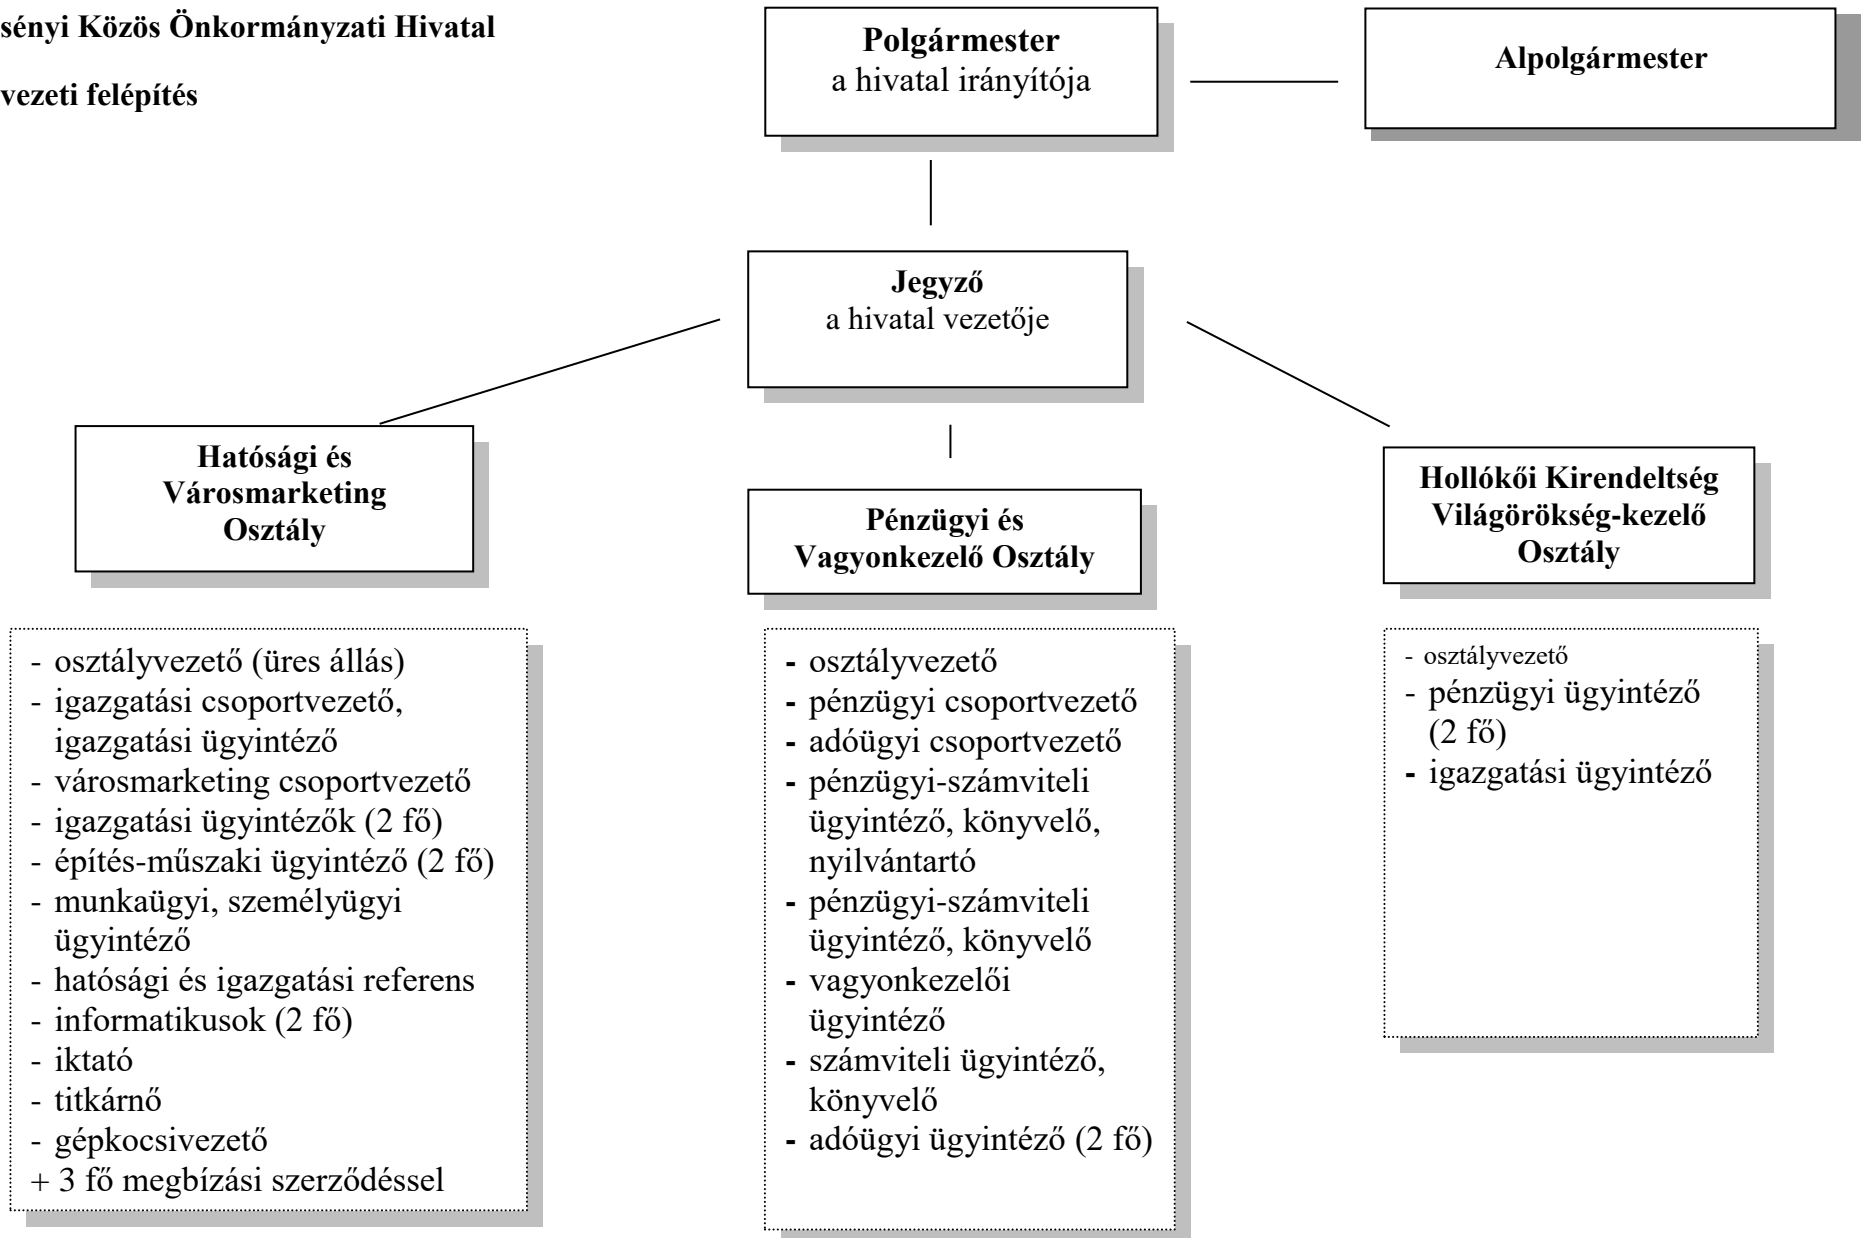 sényi Közös Önkormányzati Hivatal
vezeti felépítés
Polgármester
a hivatal irányítója
Alpolgármester
Jegyző
a hivatal vezetője
Hatósági és
Városmarketing
Osztály
Pénzügyi és
Vagyonkezelő Osztály
Hollókői Kirendeltség
Világörökség-kezelő
Osztály
- osztályvezető (üres állás)
- igazgatási csoportvezető,
igazgatási ügyintéző
- városmarketing csoportvezető
- igazgatási ügyintézők (2 fő)
- építés-műszaki ügyintéző (2 fő)
- munkaügyi, személyügyi
ügyintéző
- hatósági és igazgatási referens
- informatikusok (2 fő)
- iktató
- titkárnő
- gépkocsivezető
+ 3 fő megbízási szerződéssel
- osztályvezető
- pénzügyi csoportvezető
- adóügyi csoportvezető
- pénzügyi-számviteli
ügyintéző, könyvelő,
nyilvántartó
- pénzügyi-számviteli
ügyintéző, könyvelő
- vagyonkezelői
ügyintéző
- számviteli ügyintéző,
könyvelő
- adóügyi ügyintéző (2 fő)
- osztályvezető
- pénzügyi ügyintéző
(2 fő)
- igazgatási ügyintéző